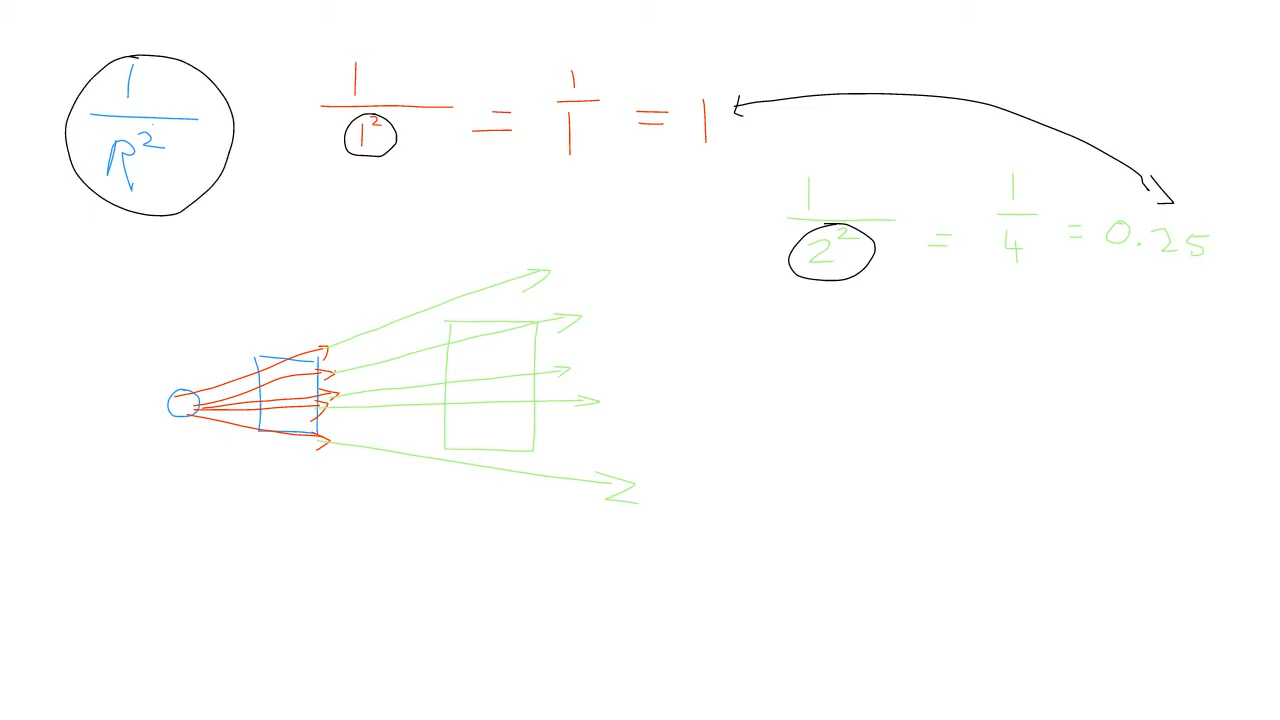 1/R²
1/1² = 1/1 = 1
1/2² = 1/4 = 0.25